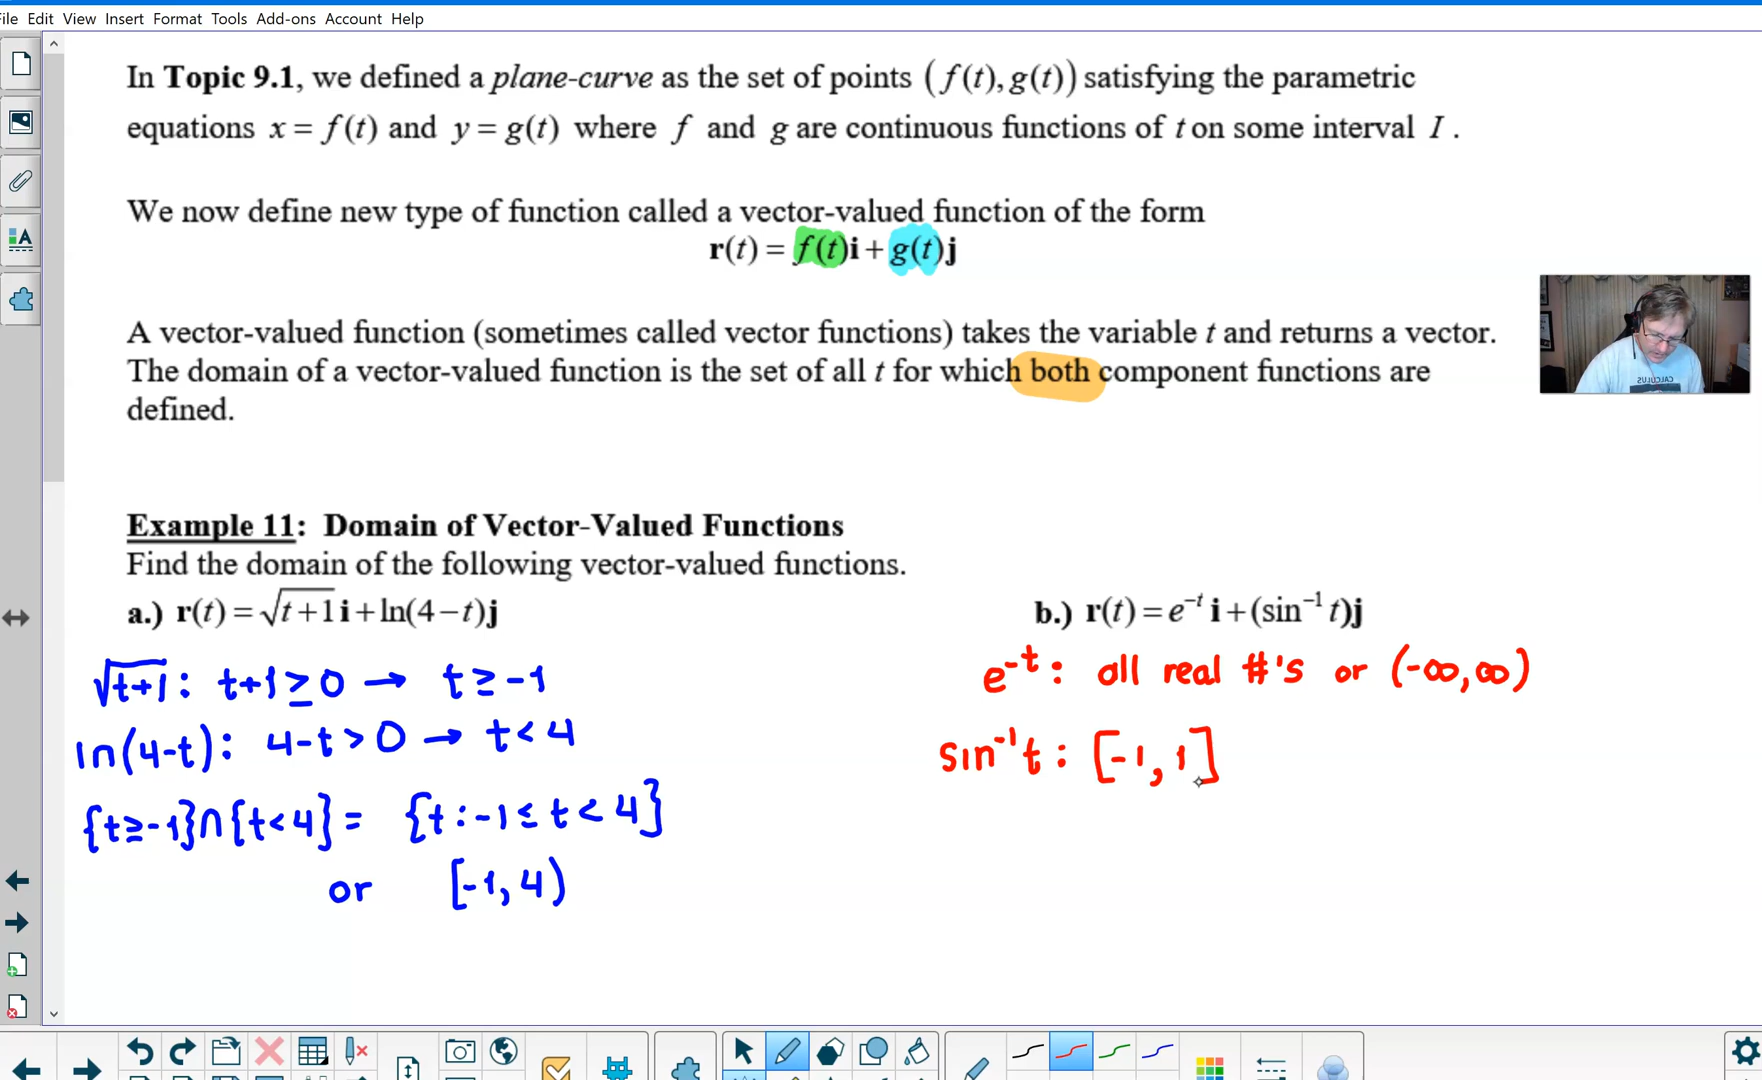 File Edit View Insert Format Tools Add-ons Account Help
In Topic 9.1, we defined a plane-curve as the set of points (f(t), g(t)) satisfying the parametric
equations x = f(t) and y = g(t) where f and g are continuous functions of t on some interval I .
We now define new type of function called a vector-valued function of the form
r(t) = f(t)i + g(t)j
A vector-valued function (sometimes called vector functions) takes the variable t and returns a vector.
The domain of a vector-valued function is the set of all t for which both component functions are
defined.
Example 11: Domain of Vector-Valued Functions
Find the domain of the following vector-valued functions.
a.) r(t) = √(t+1) i + ln(4−t)j
b.) r(t) = e⁻ᵗ i + (sin⁻¹ t)j
√(t+1) : t+1 ≥ 0 → t ≥ -1
ln(4-t) : 4-t > 0 → t < 4
{t≥-1}∩{t<4} = {t : -1 ≤ t < 4}
or [-1, 4)
e⁻ᵗ : all real #'s or (-∞, ∞)
sin⁻¹t : [-1, 1]